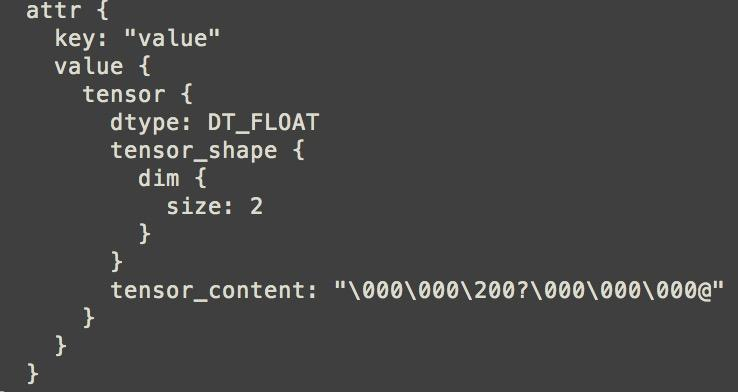 attr {
key: "value"
value {
tensor {
dtype: DT_FLOAT
tensor_shape {
dim {
size: 2
}
}
tensor_content: "\000\000\200?\000\000\000@"
}
}
}